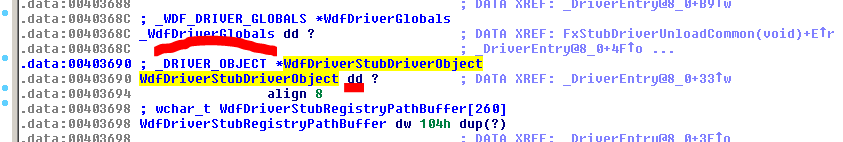 .data:00403688 ; DATA XREF: _DriverEntry@8_0+B9↑w
.data:0040368C ; _WDF_DRIVER_GLOBALS *WdfDriverGlobals
.data:0040368C _WdfDriverGlobals dd ? ; DATA XREF: FxStubDriverUnloadCommon(void)+E↑r
.data:0040368C ; _DriverEntry@8_0+4F↑o ...
.data:00403690 ; _DRIVER_OBJECT *WdfDriverStubDriverObject
.data:00403690 WdfDriverStubDriverObject dd ? ; DATA XREF: _DriverEntry@8_0+33↑w
.data:00403694 align 8
.data:00403698 ; wchar_t WdfDriverStubRegistryPathBuffer[260]
.data:00403698 WdfDriverStubRegistryPathBuffer dw 104h dup(?)
.data:00403698 ; DATA XREF: _DriverEntry@8_0+3F↑o